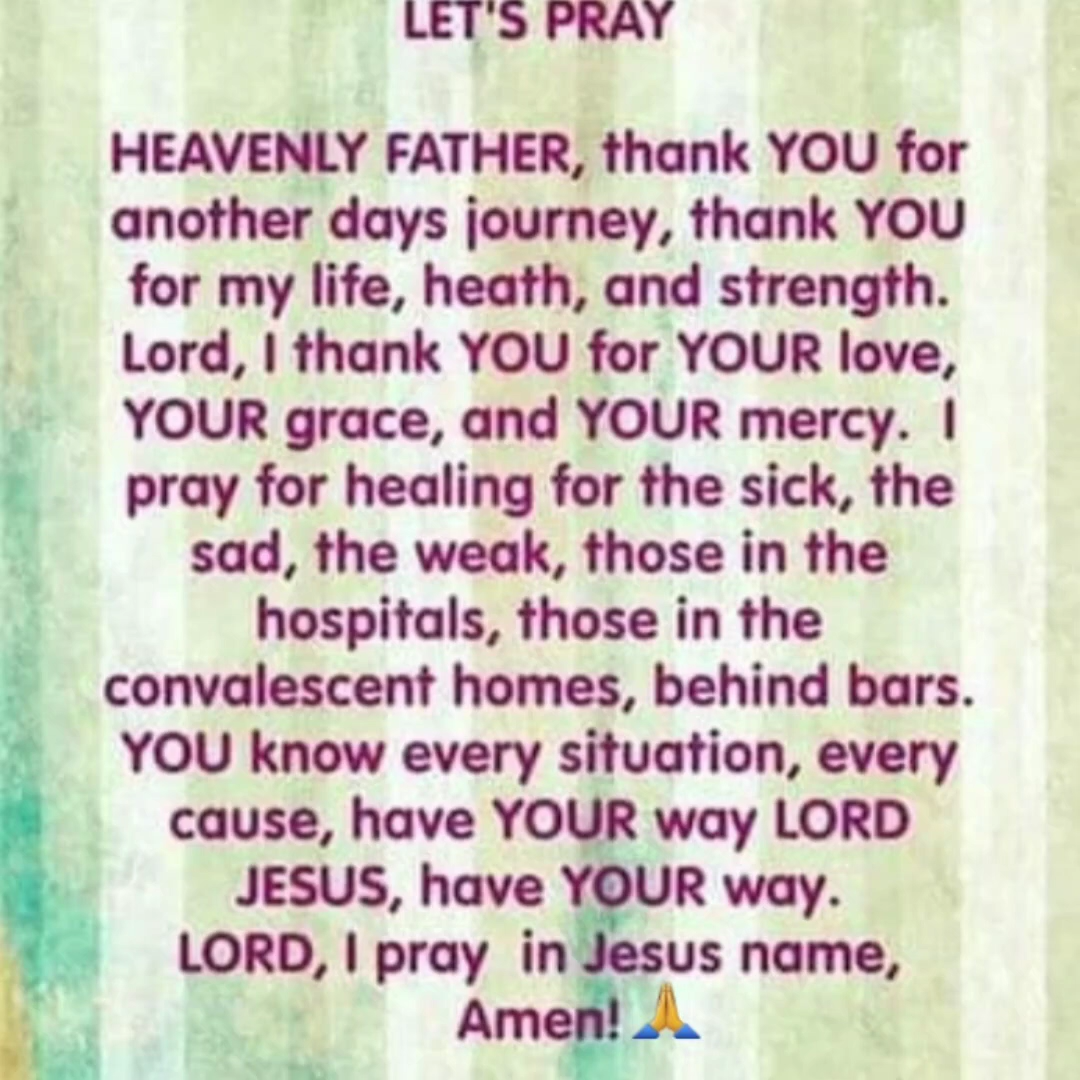 LET'S PRAY
HEAVENLY FATHER, thank YOU for
another days journey, thank YOU
for my life, heath, and strength.
Lord, I thank YOU for YOUR love,
YOUR grace, and YOUR mercy.  I
pray for healing for the sick, the
sad, the weak, those in the
hospitals, those in the
convalescent homes, behind bars.
YOU know every situation, every
cause, have YOUR way LORD
JESUS, have YOUR way.
LORD, I pray  in Jesus name,
Amen! 🙏